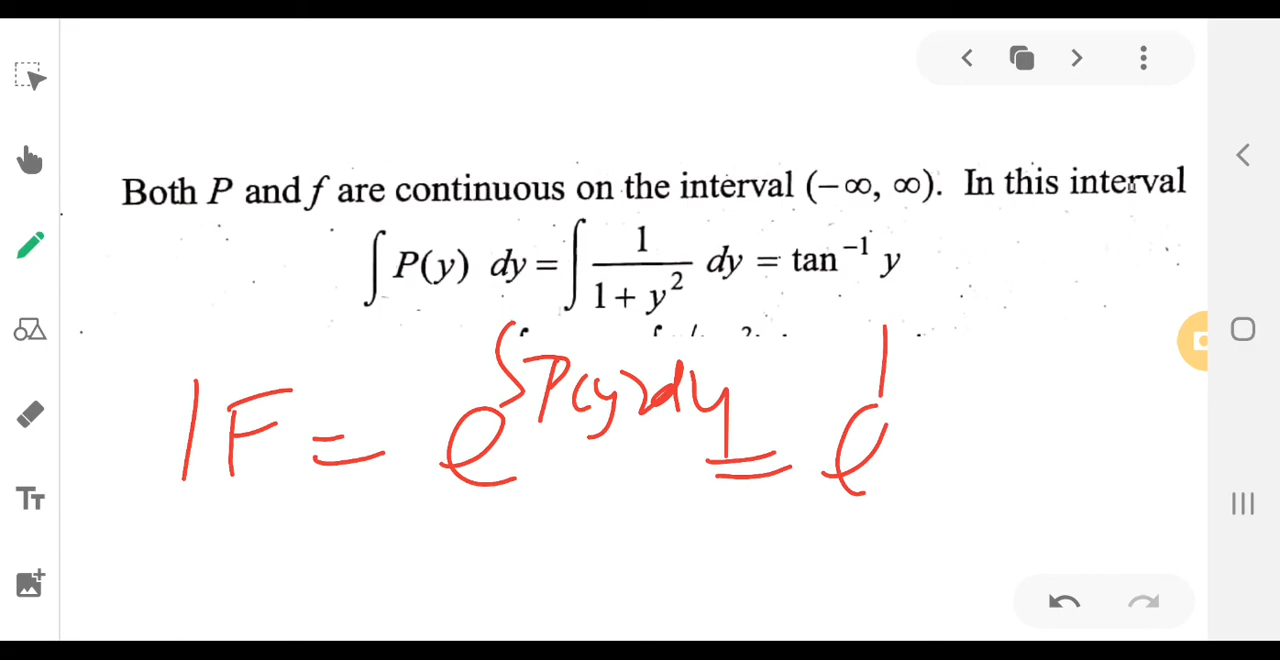 Both P and f are continuous on the interval (−∞, ∞). In this interval
∫ P(y) dy = ∫ 1/(1 + y²) dy = tan⁻¹ y
IF = e^∫P(y)dy = e
Tт